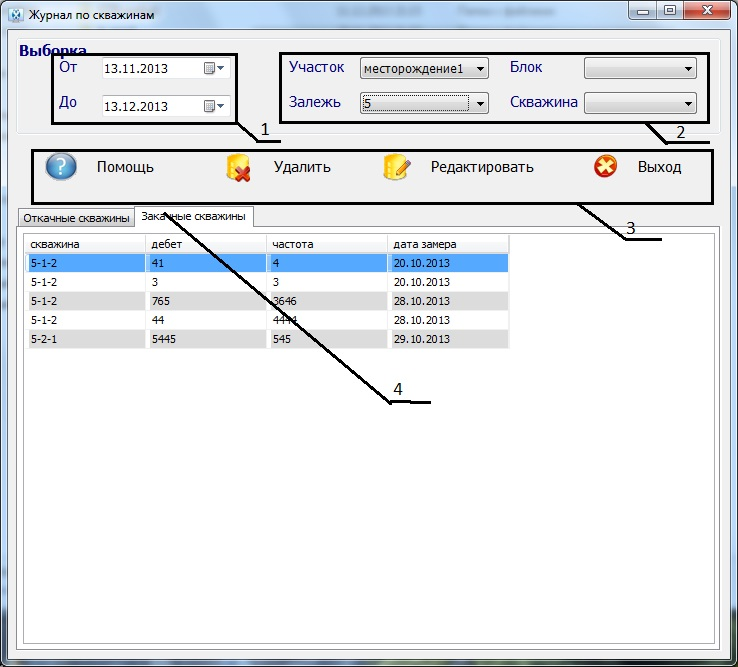 Журнал по скважинам
Выборка
От 13.11.2013 Участок месторождение1 Блок
До 13.12.2013 Залежь 5 Скважина
1 2
Помощь Удалить Редактировать Выход
3
Откачные скважины Закачные скважины
скважина дебет частота дата замера
5-1-2 41 4 20.10.2013
5-1-2 3 3 20.10.2013
5-1-2 765 3646 28.10.2013
5-1-2 44 4444 28.10.2013
5-2-1 5445 545 29.10.2013
4